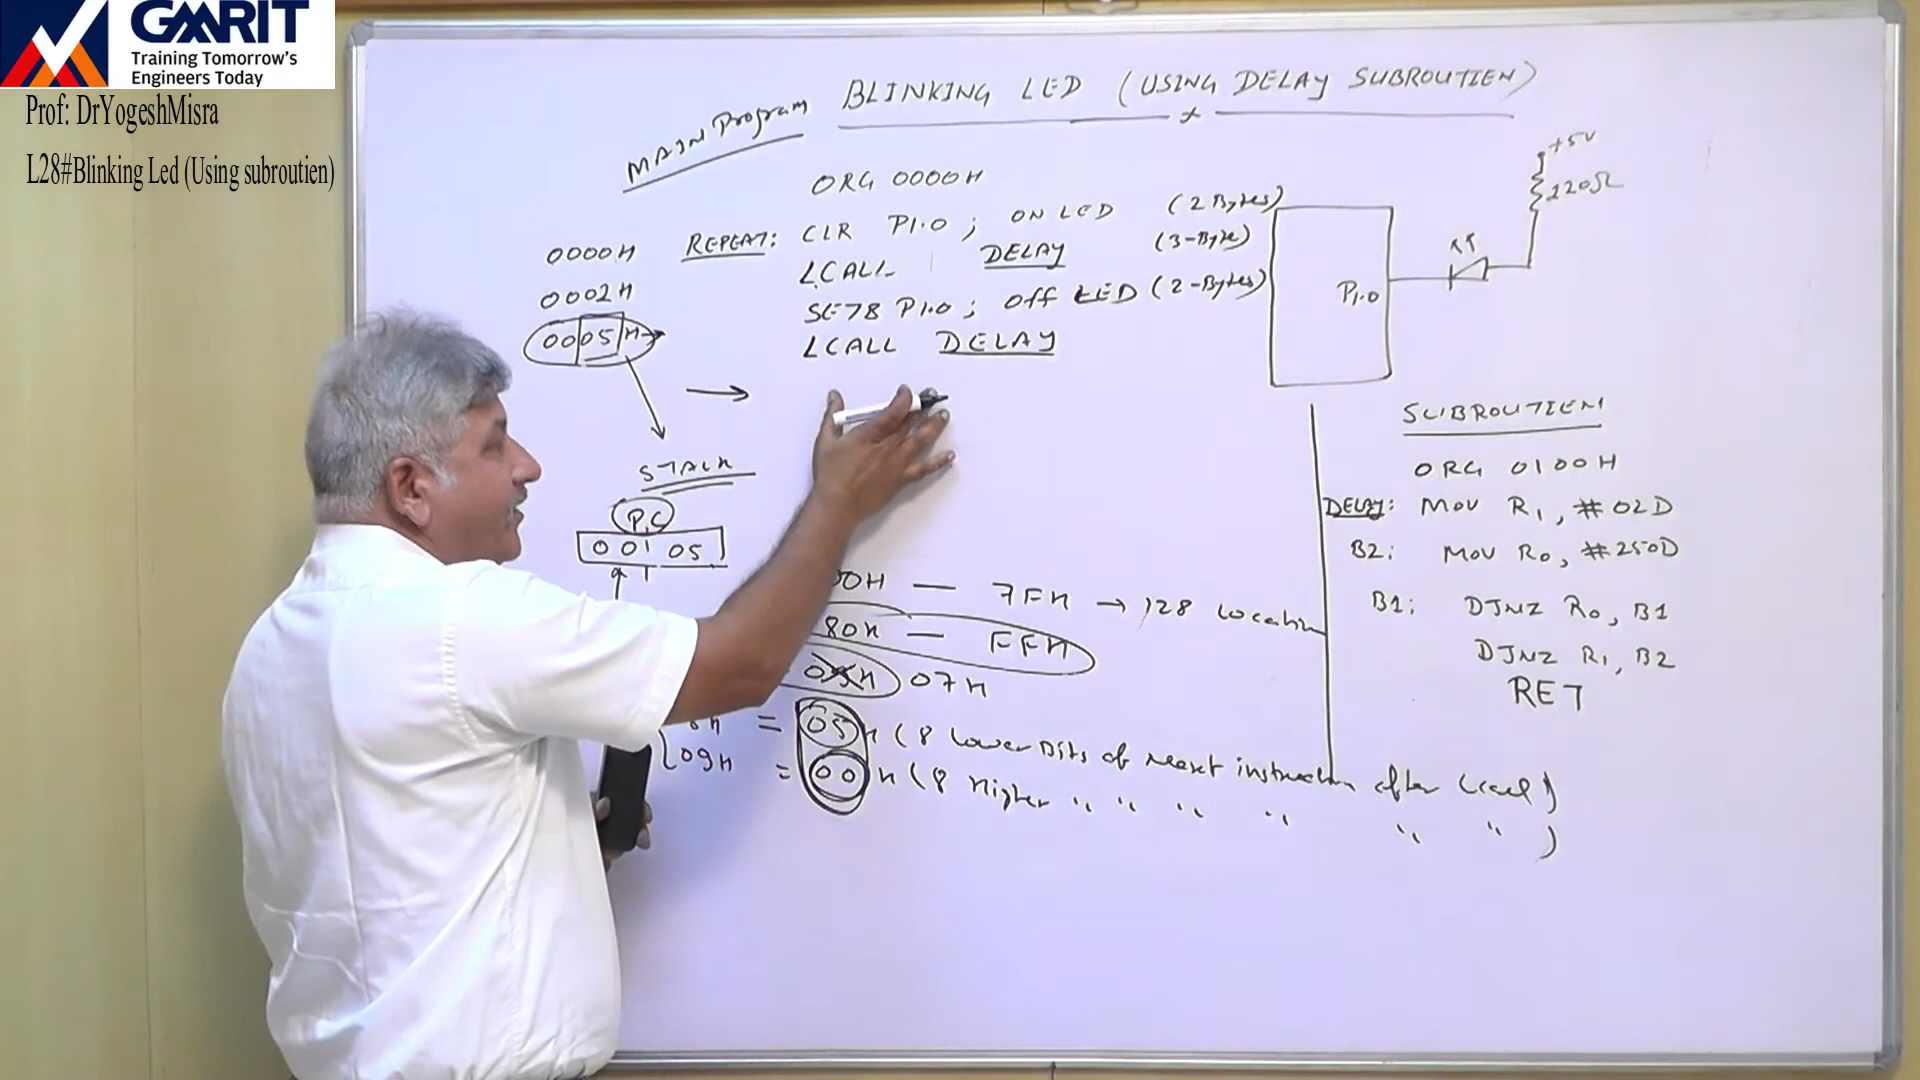 GMRIT
Training Tomorrow's
Engineers Today
Prof: DrYogeshMisra
L28#Blinking Led (Using subroutien)
BLINKING LED (USING DELAY SUBROUTIEN)
MAIN Program
ORG 0000H
0000H REPEAT: CLR P1.0 ; ON LED (2 Bytes)
0002H LCALL DELAY (3-Byte)
0005H SETB P1.0 ; OFF LED (2-Bytes)
LCALL DELAY
+5V
220Ω
P1.0
STACK
P.C
00 05
00H — 7FH → 128 Location
80H — FFH
07H
09H
= 05H (8 Lower Bits of next instruction after Lcall)
= 00H (8 Higher " " " " " " )
SUBROUTIEN
ORG 0100H
DELAY: MOV R1, #02D
B2: MOV R0, #250D
B1: DJNZ R0, B1
DJNZ R1, B2
RET